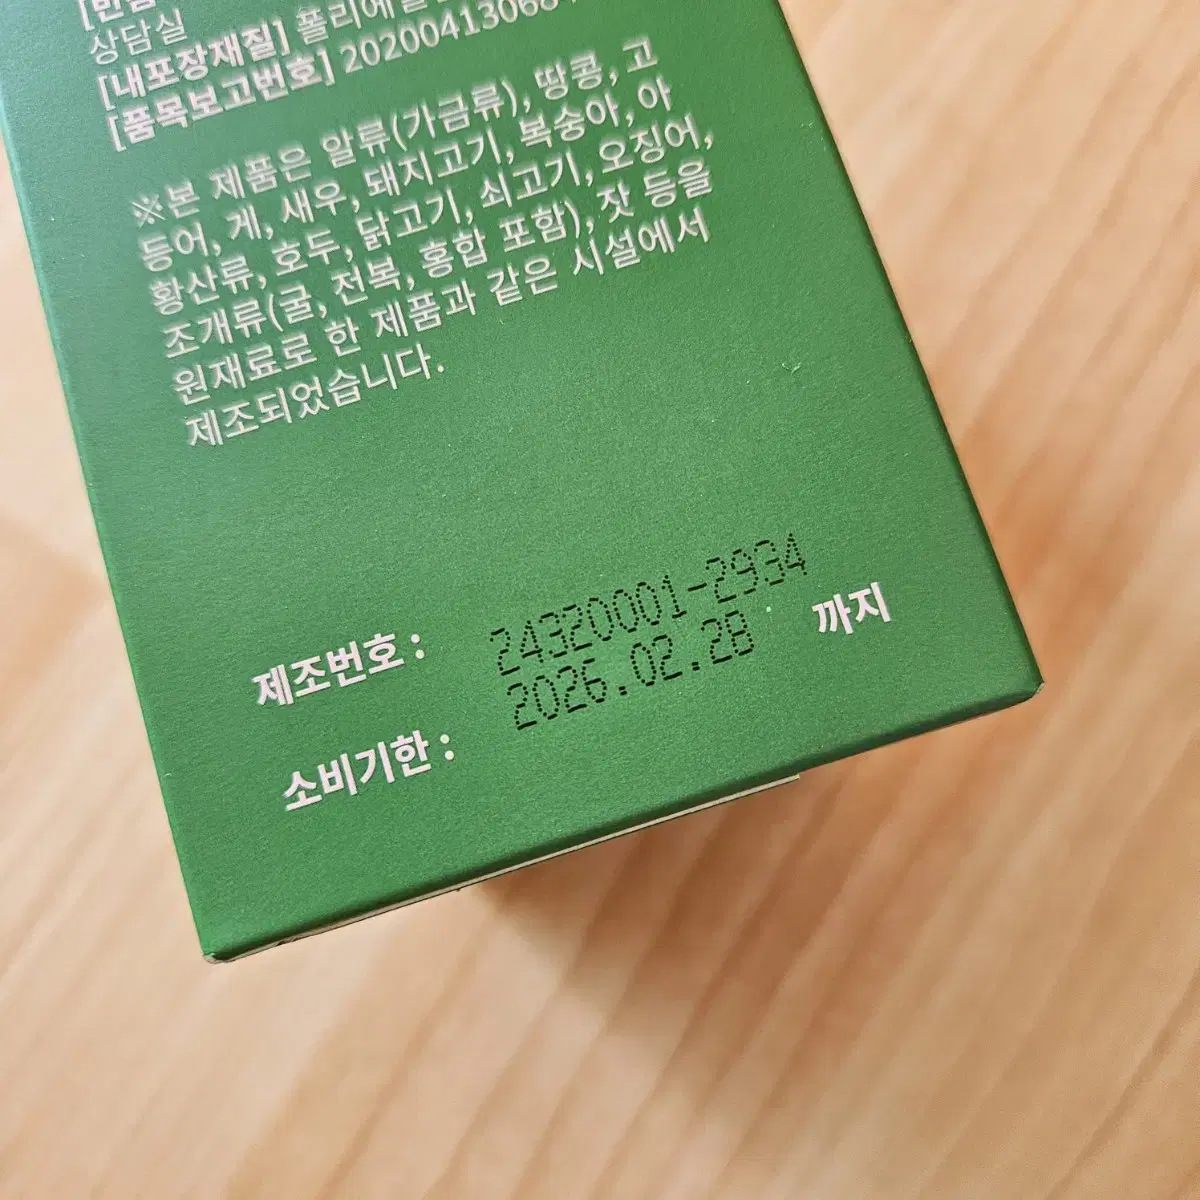 상담실
[내포장재질] 폴리에틸렌
[품목보고번호] 2020041306841
※본 제품은 알류(가금류), 땅콩, 고
등어, 게, 새우, 돼지고기, 복숭아, 아
황산류, 호두, 닭고기, 쇠고기, 오징어,
조개류(굴, 전복, 홍합 포함), 잣 등을
원재료로 한 제품과 같은 시설에서
제조되었습니다.
제조번호 : 24320001-2934
소비기한 : 2026.02.28 까지